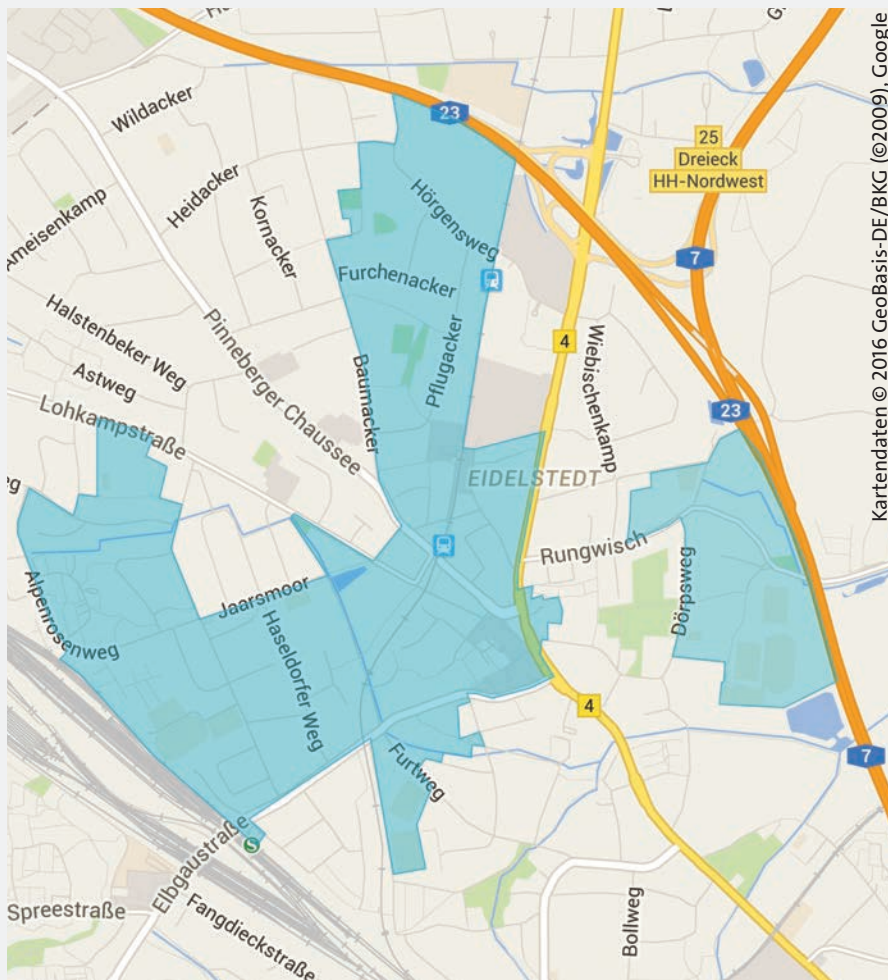 23
Wildacker
Heidacker
Kornacker
Ameisenkamp
Hörgensweg
25
Dreieck
HH-Nordwest
7
Furchenacker
Halstenbeker Weg
Pinneberger Chaussee
Astweg
Lohkampstraße
Baumacker
Pflugacker
4
Wiebischenkamp
23
EIDELSTEDT
Rungwisch
Dörpsweg
Alpenrosenweg
Jaarsmoor
Haseldorfer Weg
Furtweg
4
7
S
Elbgaustraße
Spreestraße
Fangdieckstraße
Bollweg
Kartendaten © 2016 GeoBasis-DE/BKG (©2009), Google